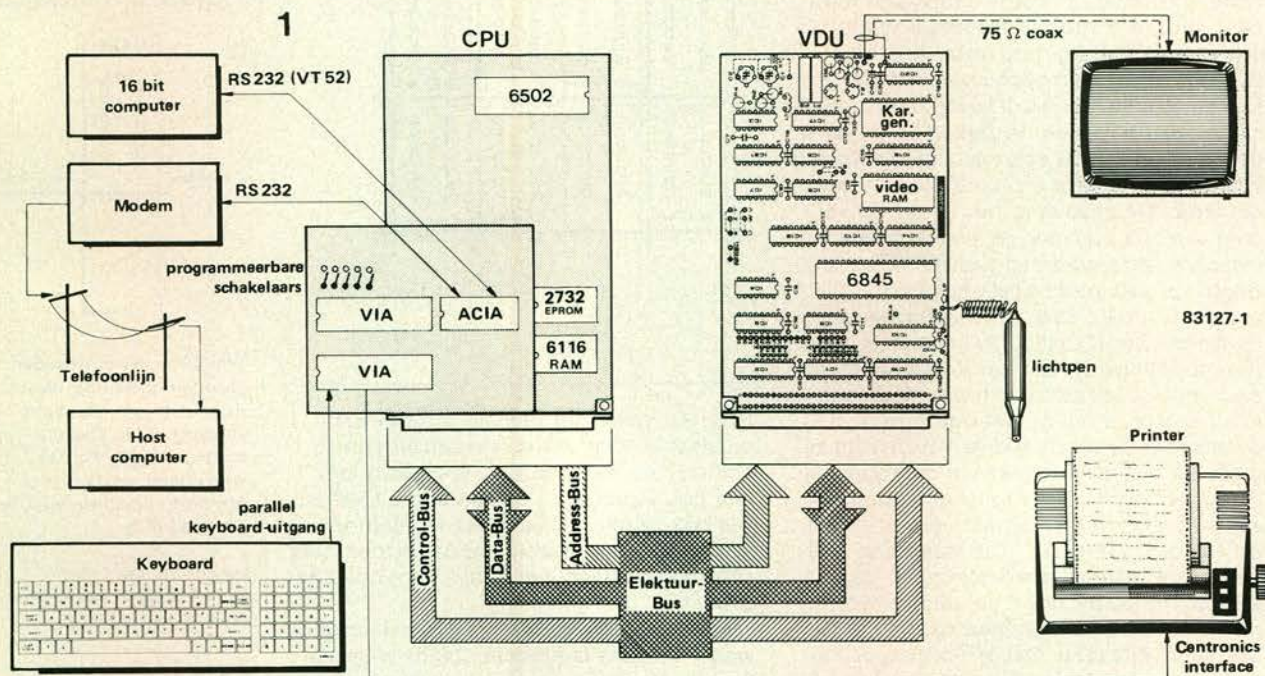 1
CPU
VDU
75 Ω coax
Monitor
16 bit
computer
RS 232 (VT 52)
6502
Kar.
gen.
Modem
RS 232
video
RAM
programmeerbare
schakelaars
VIA
ACIA
2732
EPROM
6845
VIA
6116
RAM
83127-1
Telefoonlijn
lichtpen
Host
computer
Printer
parallel
keyboard-uitgang
Control-Bus
Data-Bus
Address-Bus
Keyboard
Elektuur-
Bus
Centronics
interface